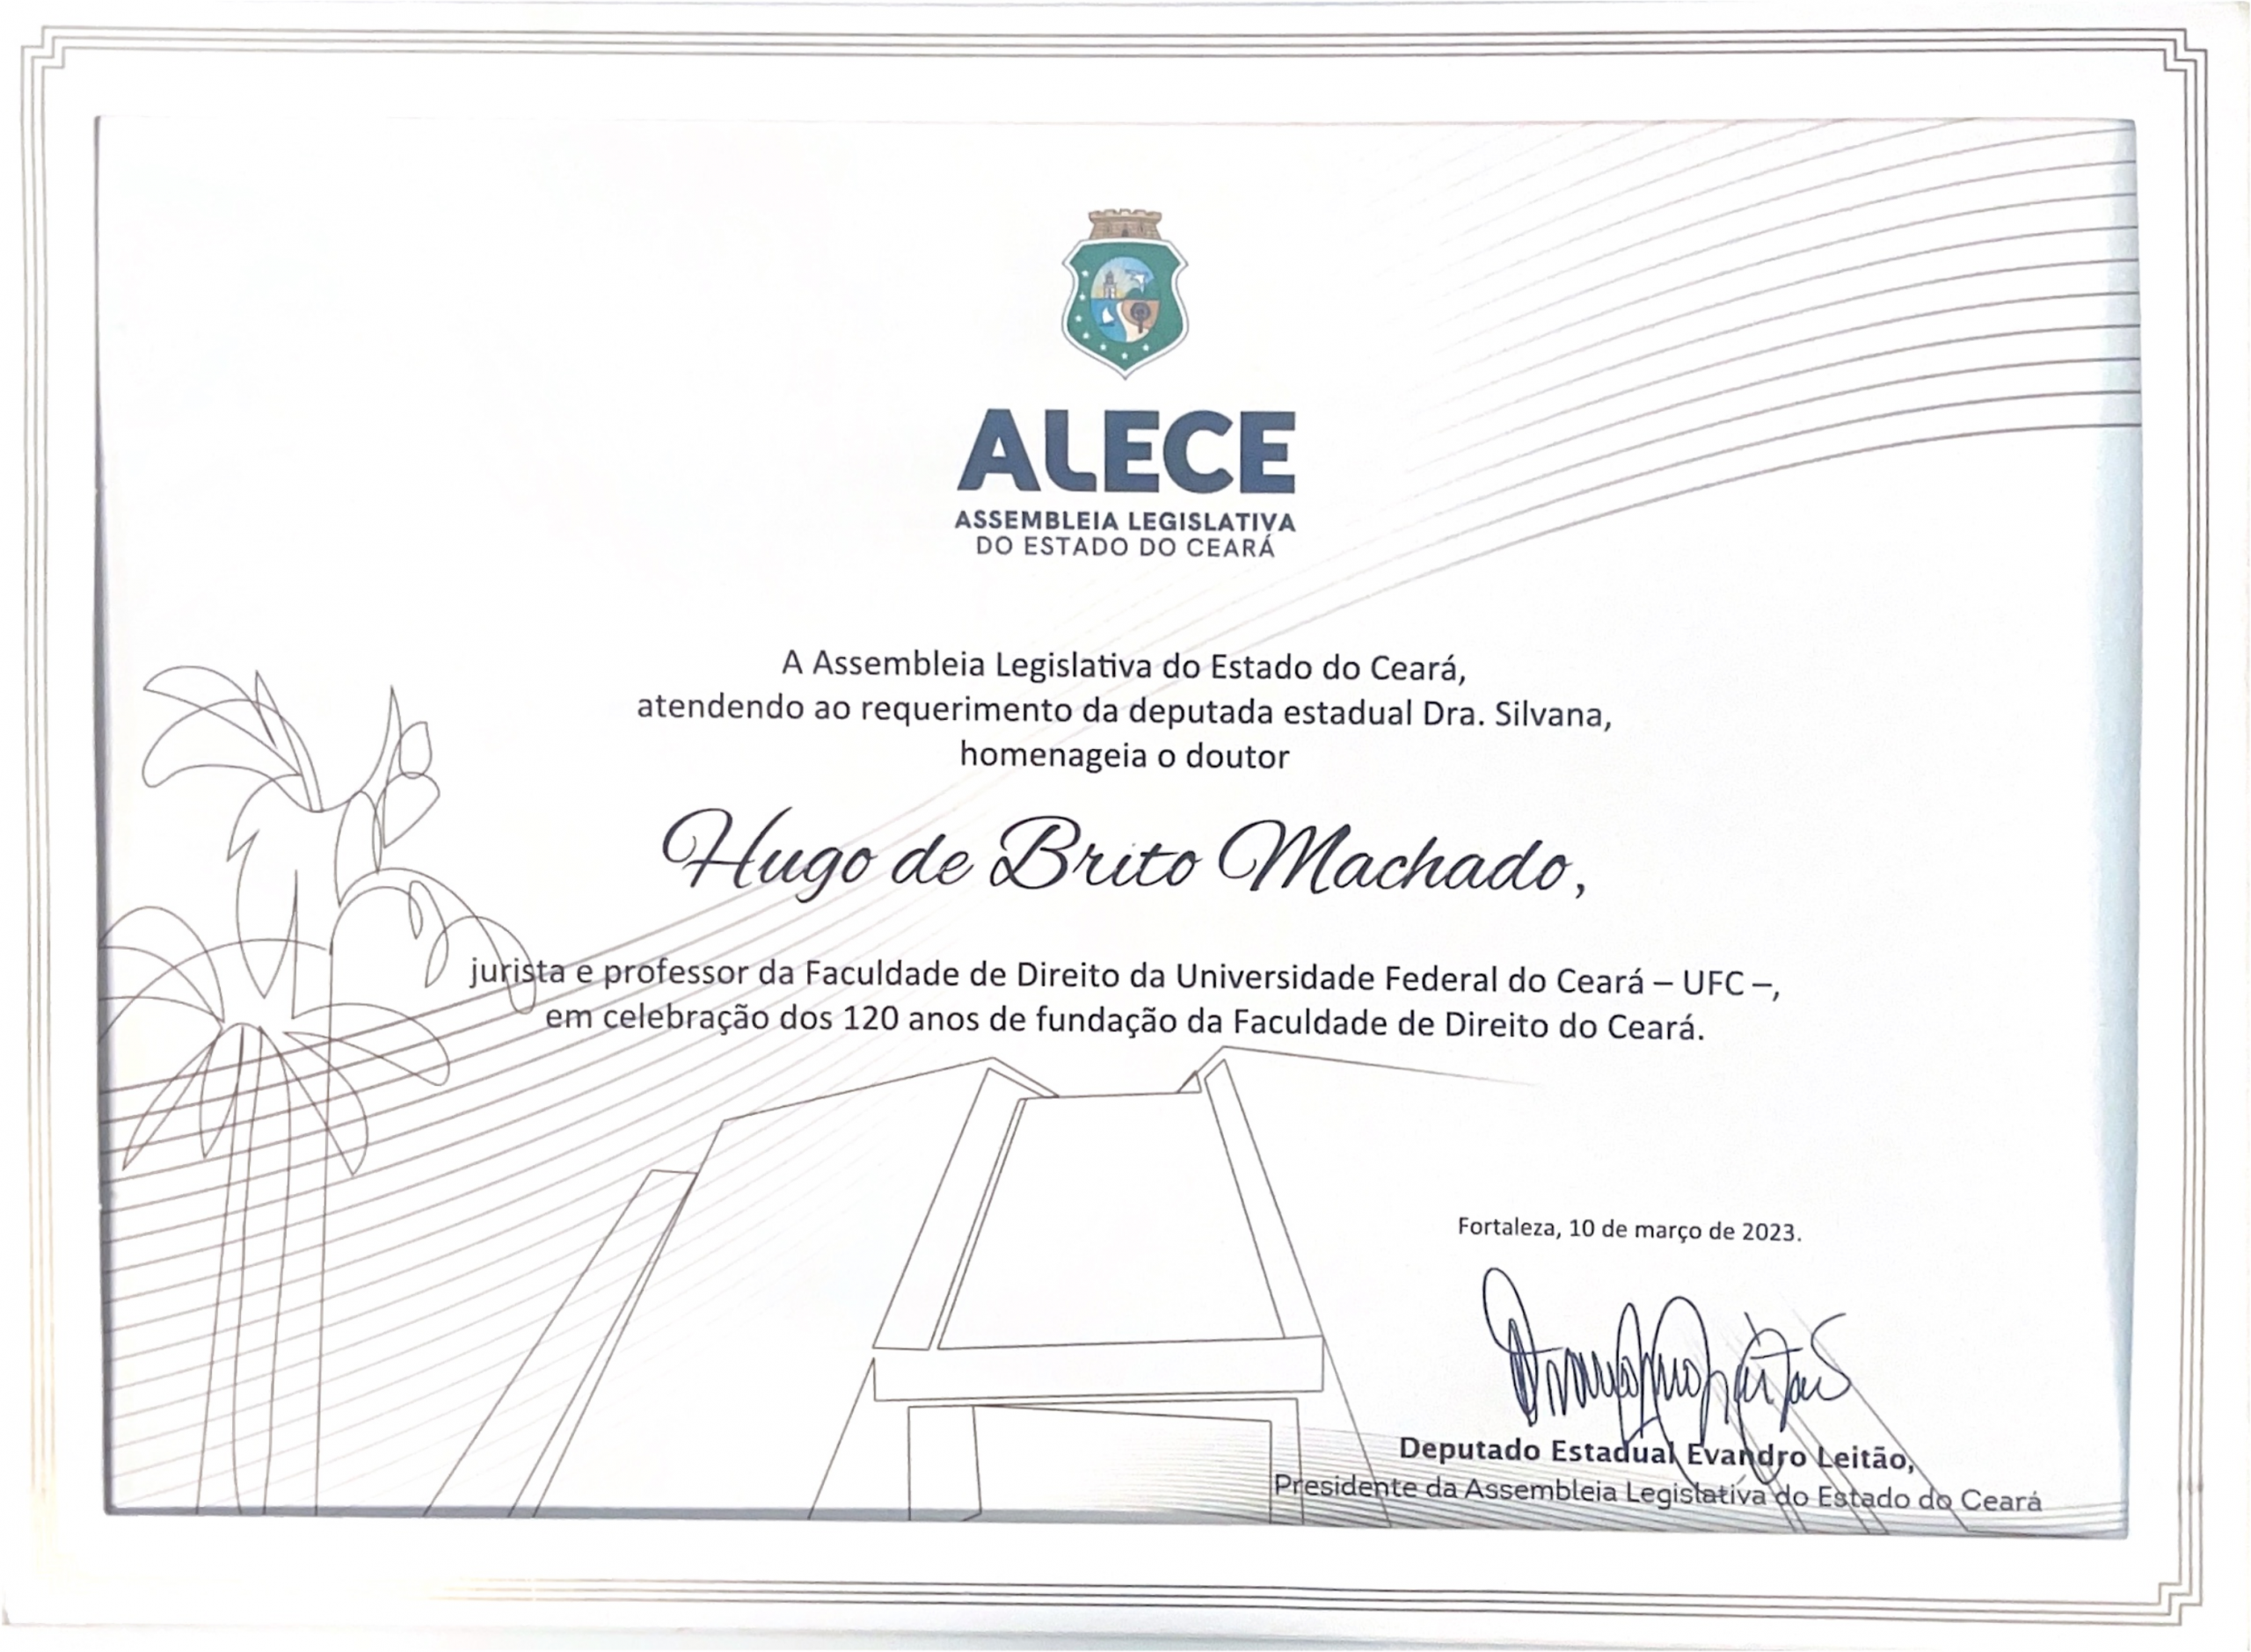 ALECE
ASSEMBLEIA LEGISLATIVA
DO ESTADO DO CEARÁ
A Assembleia Legislativa do Estado do Ceará,
atendendo ao requerimento da deputada estadual Dra. Silvana,
homenageia o doutor
Hugo de Brito Machado,
jurista e professor da Faculdade de Direito da Universidade Federal do Ceará – UFC –,
em celebração dos 120 anos de fundação da Faculdade de Direito do Ceará.
Fortaleza, 10 de março de 2023.
Deputado Estadual Evandro Leitão,
Presidente da Assembleia Legislativa do Estado do Ceará